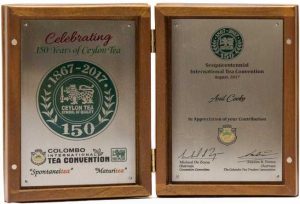 Celebrating
150 Years of Ceylon Tea
1867-2017
CEYLON TEA
SYMBOL OF QUALITY
150
COLOMBO
INTERNATIONAL
TEA CONVENTION
"Spontaneitea"
"Maturitea"
150
Sesquicentennial
International Tea Convention
August, 2017
Anil Cooke
In Appreciation of your Contribution
Chairman
Convention Committee
Chairman
The Colombo Tea Traders' Association